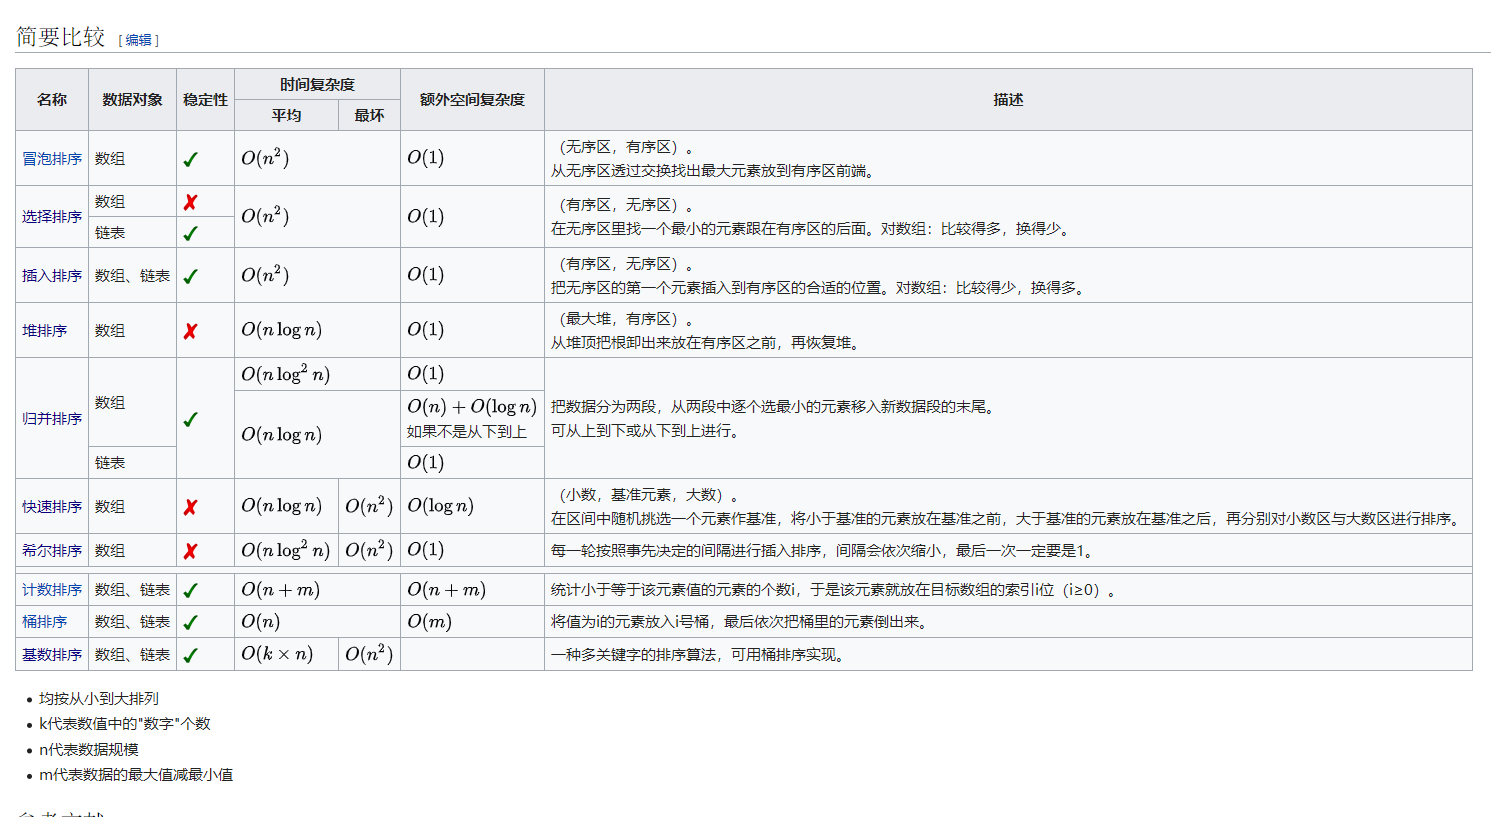 简要比较 [ 编辑 ]
名称 数据对象 稳定性 时间复杂度 额外空间复杂度 描述
平均 最坏
冒泡排序 数组 ✓ O(n²) O(1) （无序区，有序区）。
从无序区透过交换找出最大元素放到有序区前端。
选择排序 数组 ✗ O(n²) O(1) （有序区，无序区）。
链表 ✓ 在无序区里找一个最小的元素跟在有序区的后面。对数组：比较得多，换得少。
插入排序 数组、链表 ✓ O(n²) O(1) （有序区，无序区）。
把无序区的第一个元素插入到有序区的合适的位置。对数组：比较得少，换得多。
堆排序 数组 ✗ O(n log n) O(1) （最大堆，有序区）。
从堆顶把根卸出来放在有序区之前，再恢复堆。
归并排序 数组 ✓ O(n log² n) O(1) 把数据分为两段，从两段中逐个选最小的元素移入新数据段的末尾。
可从上到下或从下到上进行。
O(n log n) O(n) + O(log n)
如果不是从下到上
链表 O(1)
快速排序 数组 ✗ O(n log n) O(n²) O(log n) （小数，基准元素，大数）。
在区间中随机挑选一个元素作基准，将小于基准的元素放在基准之前，大于基准的元素放在基准之后，再分别对小数区与大数区进行排序。
希尔排序 数组 ✗ O(n log² n) O(n²) O(1) 每一轮按照事先决定的间隔进行插入排序，间隔会依次缩小，最后一次一定要是1。
计数排序 数组、链表 ✓ O(n + m) O(n + m) 统计小于等于该元素值的元素的个数i，于是该元素就放在目标数组的索引i位（i≥0）。
桶排序 数组、链表 ✓ O(n) O(m) 将值为i的元素放入i号桶，最后依次把桶里的元素倒出来。
基数排序 数组、链表 ✓ O(k × n) O(n²) 一种多关键字的排序算法，可用桶排序实现。
• 均按从小到大排列
• k代表数值中的"数字"个数
• n代表数据规模
• m代表数据的最大值减最小值